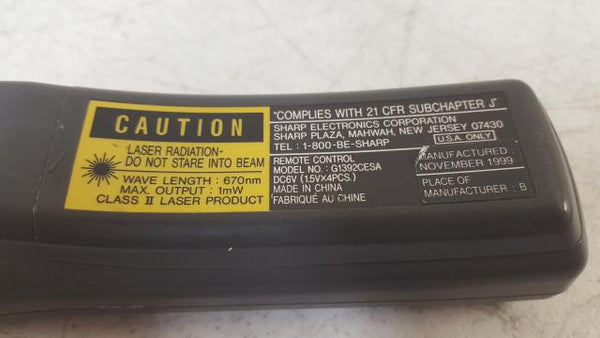 CAUTION
LASER RADIATION-
DO NOT STARE INTO BEAM
WAVE LENGTH : 670nm
MAX. OUTPUT : 1mW
CLASS II LASER PRODUCT
"COMPLIES WITH 21 CFR SUBCHAPTER J"
SHARP ELECTRONICS CORPORATION
SHARP PLAZA, MAHWAH, NEW JERSEY 07430
TEL : 1-800-BE-SHARP
U.S.A. ONLY
REMOTE CONTROL
MODEL NO. : G1392CESA
DC6V (1.5V×4PCS.)
MADE IN CHINA
FABRIQUÉ AU CHINE
MANUFACTURED :
NOVEMBER 1999
PLACE OF
MANUFACTURER : B